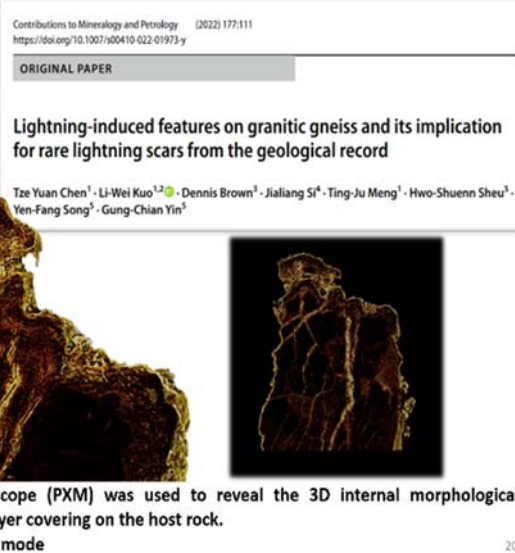 Contributions to Mineralogy and Petrology (2022) 177:111
https://doi.org/10.1007/s00410-022-01973-y
ORIGINAL PAPER
Lightning-induced features on granitic gneiss and its implication
for rare lightning scars from the geological record
Tze Yuan Chen¹ · Li-Wei Kuo¹,² · Dennis Brown³ · Jialiang Si⁴ · Ting-Ju Meng¹ · Hwo-Shuenn Sheu⁵ ·
Yen-Fang Song⁵ · Gung-Chian Yin⁵
cope (PXM) was used to reveal the 3D internal morphologica
yer covering on the host rock.
mode
20